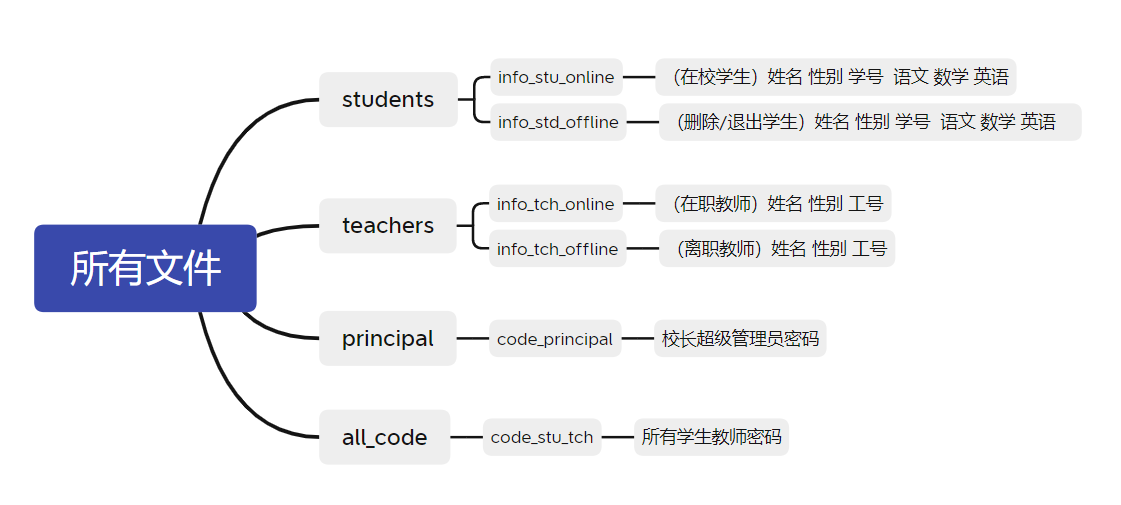 所有文件
students
info_stu_online
（在校学生）姓名 性别 学号  语文 数学 英语
info_std_offline
（删除/退出学生）姓名 性别 学号  语文 数学 英语
teachers
info_tch_online
（在职教师）姓名 性别 工号
info_tch_offline
（离职教师）姓名 性别 工号
principal
code_principal
校长超级管理员密码
all_code
code_stu_tch
所有学生教师密码